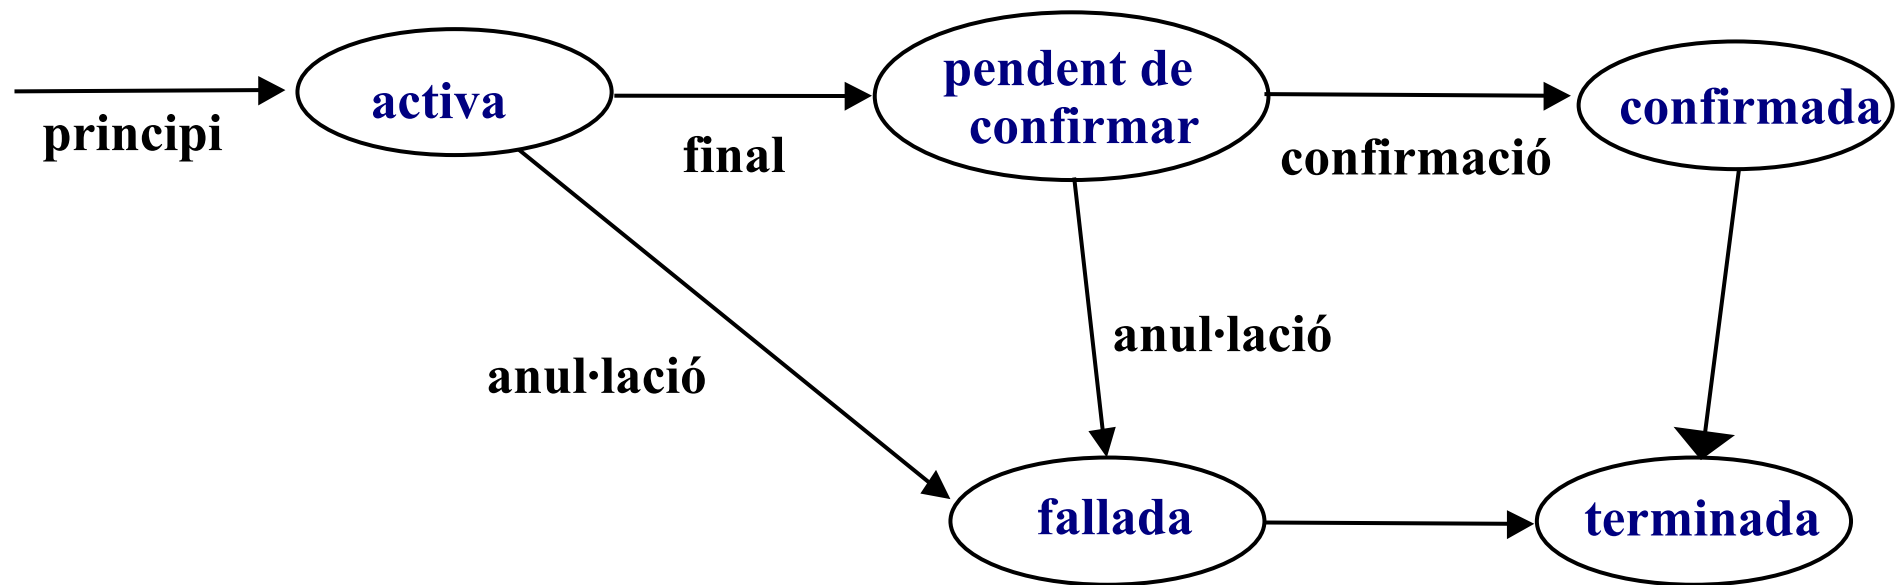 activa
pendent de
confirmar
confirmada
principi
final
confirmació
anul·lació
anul·lació
fallada
terminada